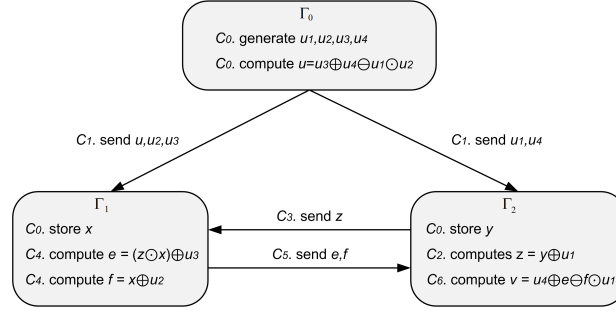 Γ₀
C₀. generate u₁,u₂,u₃,u₄
C₀. compute u=u₃⊕u₄⊖u₁⊙u₂
C₁. send u,u₂,u₃
C₁. send u₁,u₄
Γ₁
C₀. store x
C₄. compute e = (z⊙x)⊕u₃
C₄. compute f = x⊕u₂
C₃. send z
C₅. send e,f
Γ₂
C₀. store y
C₂. computes z = y⊕u₁
C₆. compute v = u₄⊕e⊖f⊙u₁